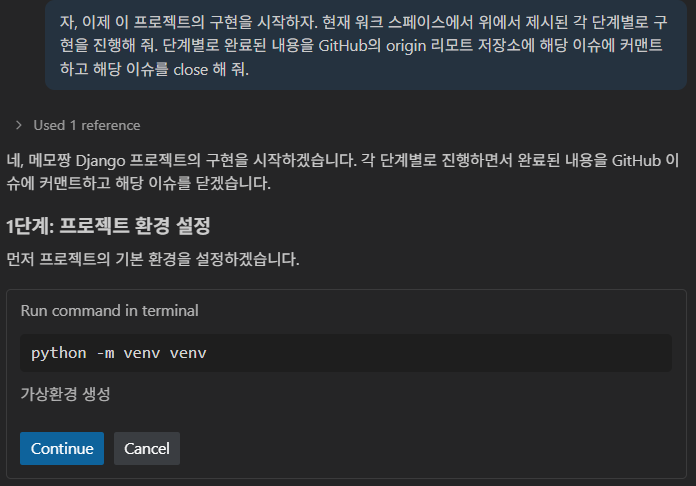 자, 이제 이 프로젝트의 구현을 시작하자. 현재 워크 스페이스에서 위에서 제시된 각 단계별로 구
현을 진행해 줘. 단계별로 완료된 내용을 GitHub의 origin 리모트 저장소에 해당 이슈에 커맨트
하고 해당 이슈를 close 해 줘.
Used 1 reference
네, 메모짱 Django 프로젝트의 구현을 시작하겠습니다. 각 단계별로 진행하면서 완료된 내용을 GitHub 이
슈에 커맨트하고 해당 이슈를 닫겠습니다.
1단계: 프로젝트 환경 설정
먼저 프로젝트의 기본 환경을 설정하겠습니다.
Run command in terminal
python -m venv venv
가상환경 생성
Continue Cancel